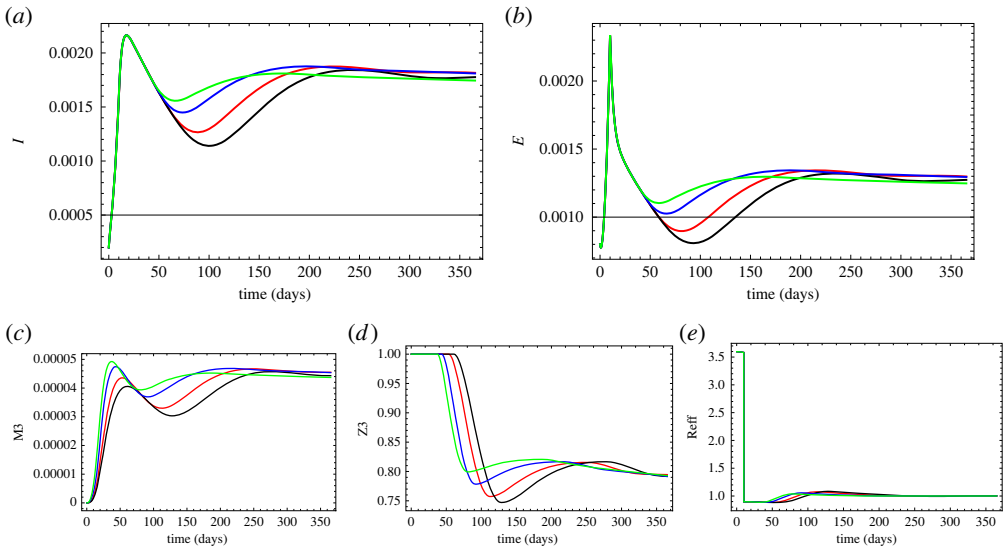 (a)
(b)
0.0020
0.0015
0.0010
0.0005
I
0 50 100 150 200 250 300 350
time (days)
0.0020
0.0015
0.0010
E
0 50 100 150 200 250 300 350
time (days)
(c)
(d)
(e)
0.00005
0.00004
0.00003
0.00002
0.00001
0
M3
0 50 100 150 200 250 300 350
time (days)
1.00
0.95
0.90
0.85
0.80
0.75
Z3
0 50 100 150 200 250 300 350
time (days)
3.5
3.0
2.5
2.0
1.5
1.0
Reff
0 50 100 150 200 250 300 350
time (days)